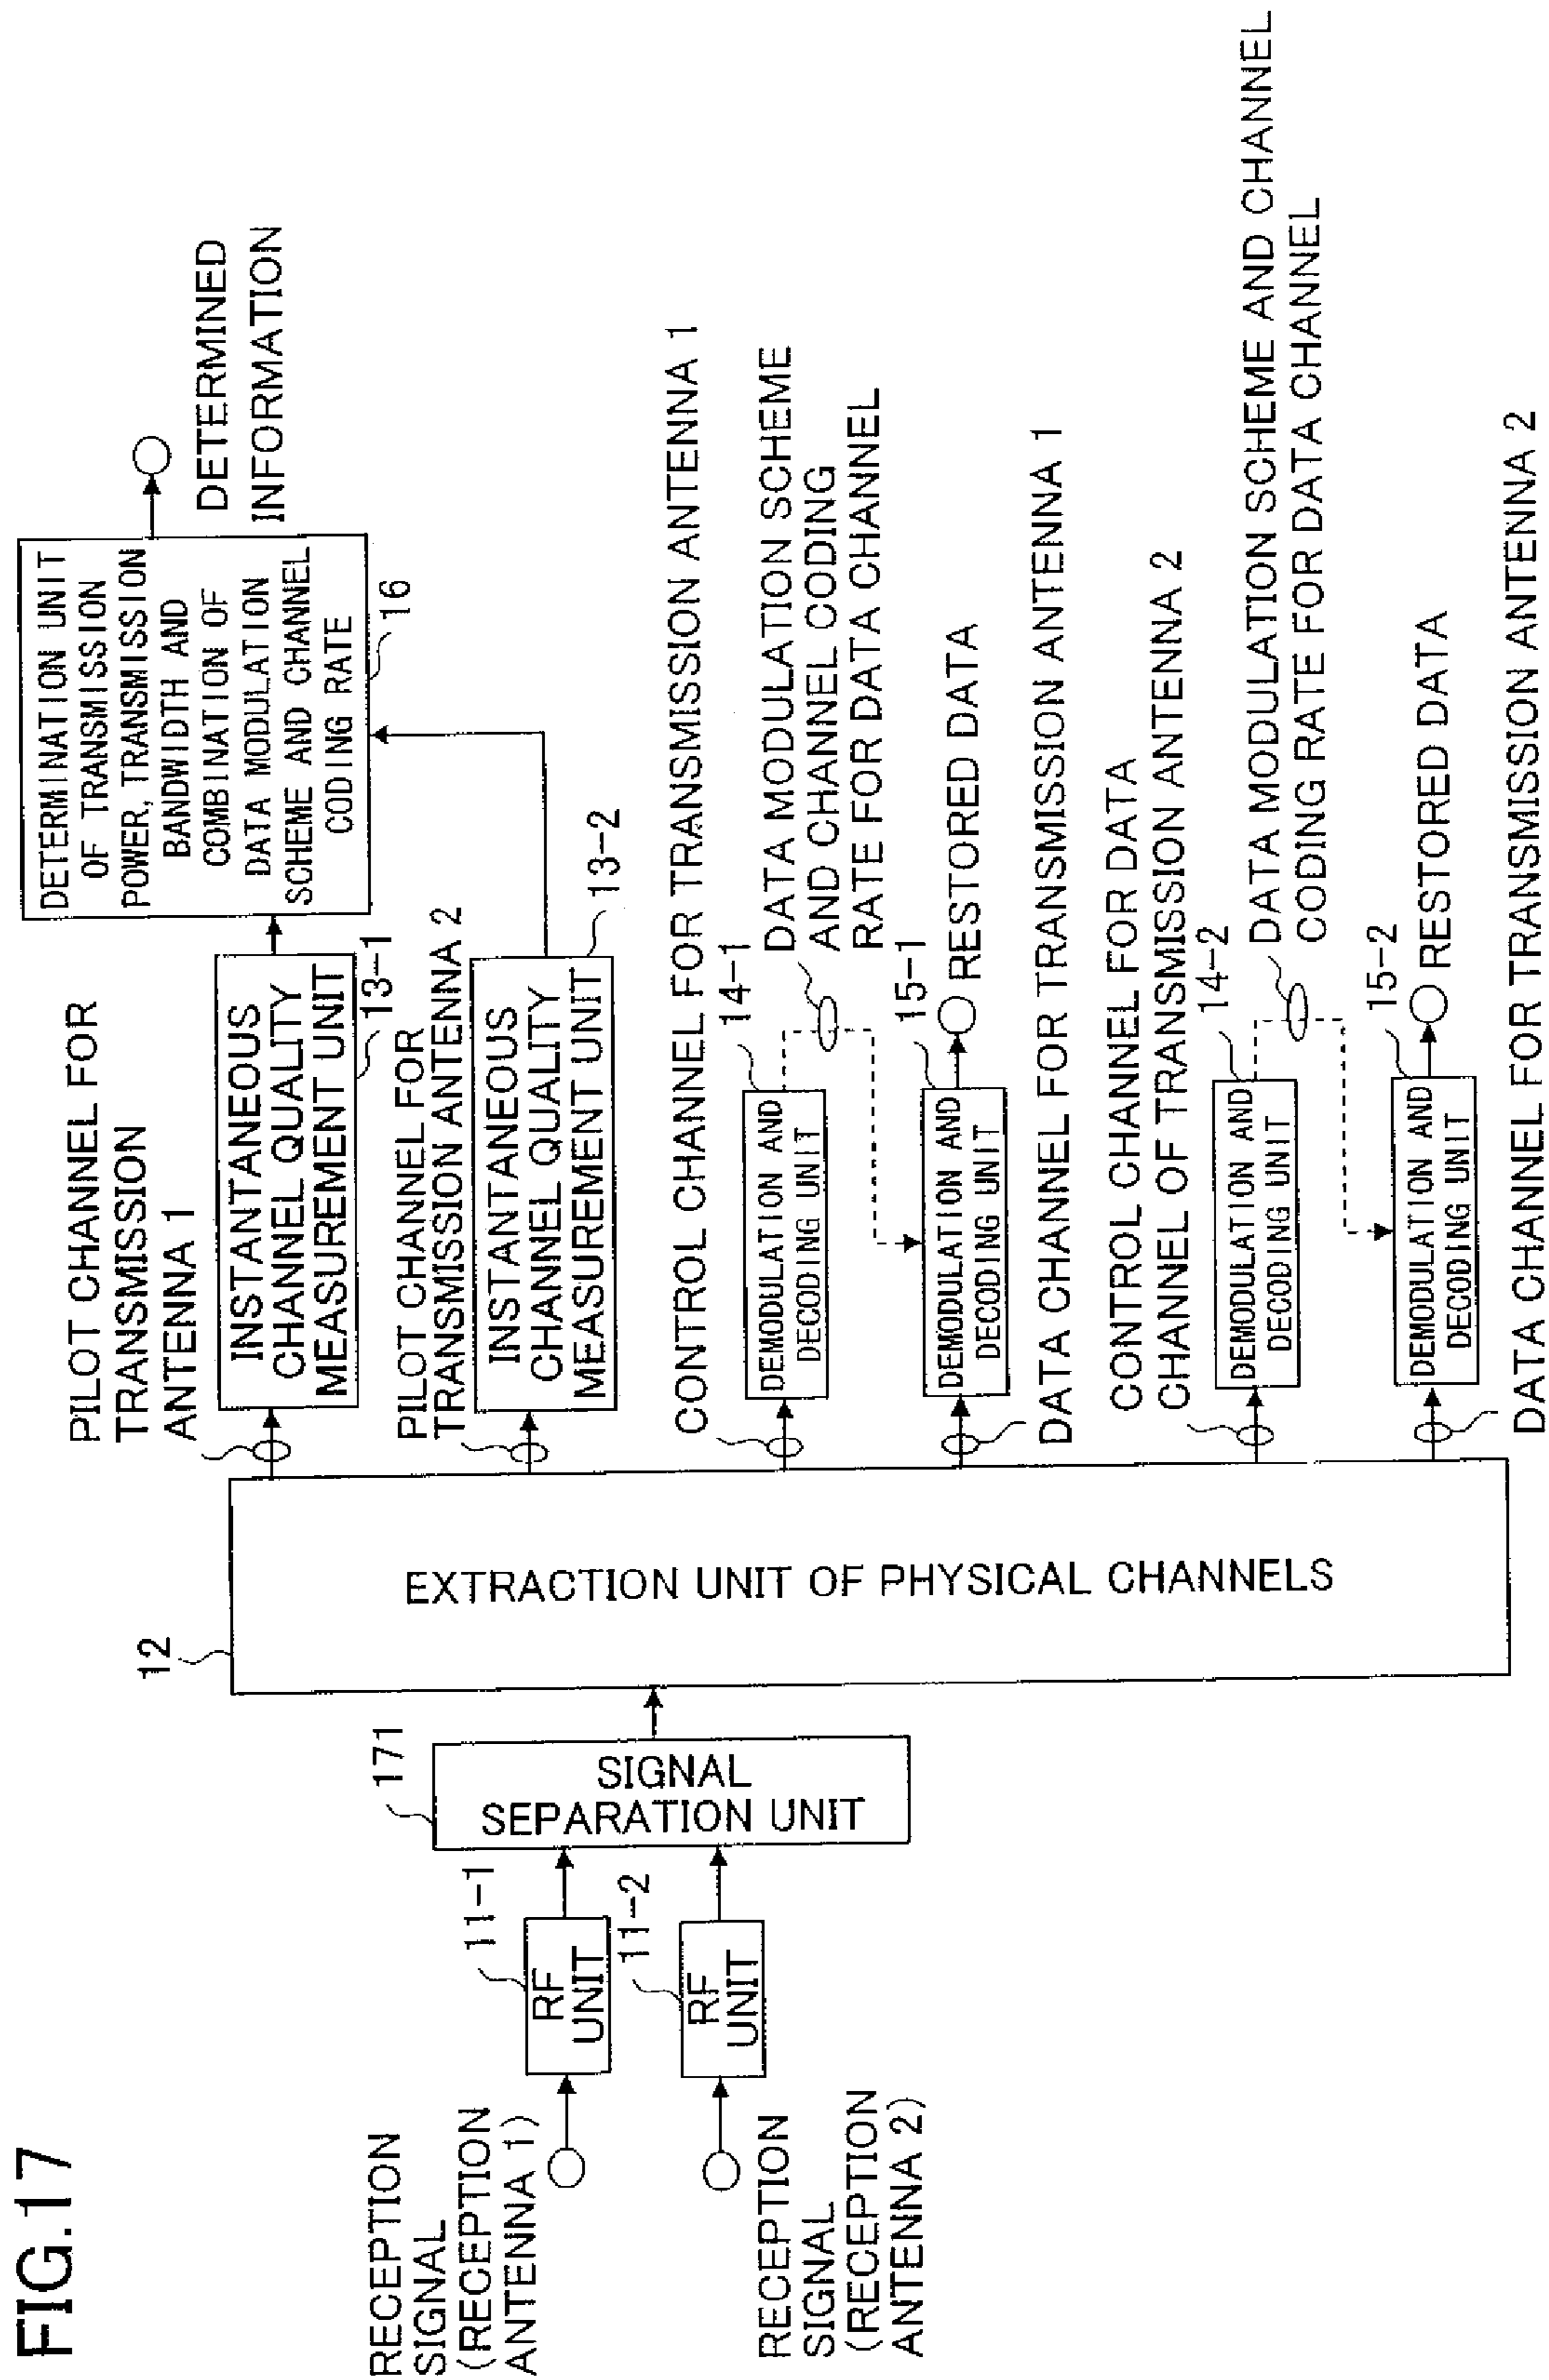 FIG.17
RECEPTION
SIGNAL
(RECEPTION
ANTENNA 1)
RECEPTION
SIGNAL
(RECEPTION
ANTENNA 2)
11-1
RF
UNIT
11-2
RF
UNIT
171
SIGNAL
SEPARATION UNIT
12
EXTRACTION UNIT OF PHYSICAL CHANNELS
PILOT CHANNEL FOR
TRANSMISSION
ANTENNA 1
INSTANTANEOUS
CHANNEL QUALITY
MEASUREMENT UNIT
13-1
PILOT CHANNEL FOR
TRANSMISSION ANTENNA 2
INSTANTANEOUS
CHANNEL QUALITY
MEASUREMENT UNIT
13-2
DETERMINATION UNIT
OF TRANSMISSION
POWER, TRANSMISSION
BANDWIDTH AND
COMBINATION OF
DATA MODULATION
SCHEME AND CHANNEL
CODING RATE
16
DETERMINED
INFORMATION
CONTROL CHANNEL FOR TRANSMISSION ANTENNA 1
14-1
DEMODULATION AND
DECODING UNIT
DATA MODULATION SCHEME
AND CHANNEL CODING
RATE FOR DATA CHANNEL
15-1
DEMODULATION AND
DECODING UNIT
RESTORED DATA
DATA CHANNEL FOR TRANSMISSION ANTENNA 1
CONTROL CHANNEL FOR DATA
CHANNEL OF TRANSMISSION ANTENNA 2
14-2
DEMODULATION AND
DECODING UNIT
DATA MODULATION SCHEME AND CHANNEL
CODING RATE FOR DATA CHANNEL
15-2
DEMODULATION AND
DECODING UNIT
RESTORED DATA
DATA CHANNEL FOR TRANSMISSION ANTENNA 2